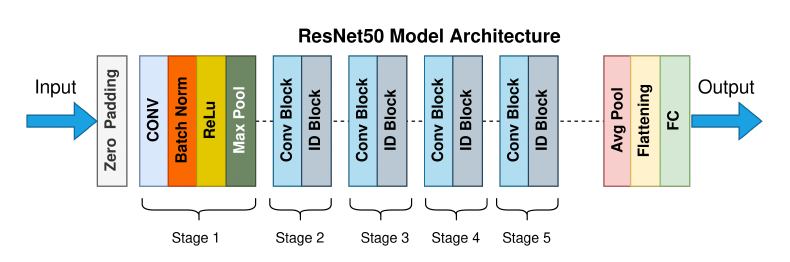 ResNet50 Model Architecture
Input
Zero Padding
CONV
Batch Norm
ReLu
Max Pool
Conv Block
ID Block
Conv Block
ID Block
Conv Block
ID Block
Conv Block
ID Block
Avg Pool
Flattening
FC
Output
Stage 1
Stage 2
Stage 3
Stage 4
Stage 5